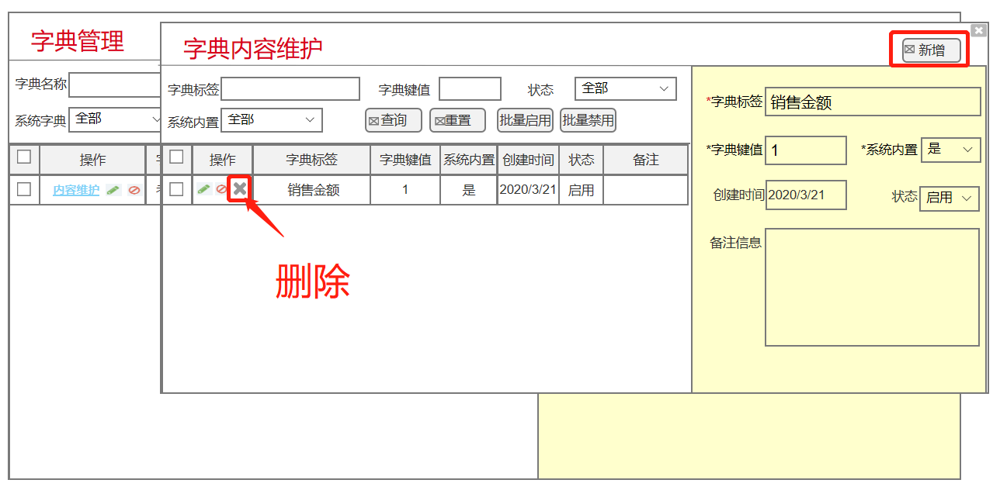 字典管理
字典内容维护
新增
字典名称
系统字典 全部
字典标签
字典键值
状态 全部
系统内置 全部
查询
重置
批量启用
批量禁用
操作
操作 字典标签 字典键值 系统内置 创建时间 状态 备注
内容维护
销售金额 1 是 2020/3/21 启用
*字典标签 销售金额
*字典键值 1
*系统内置 是
创建时间 2020/3/21
状态 启用
备注信息
删除